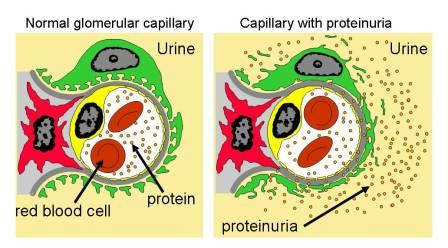 Normal glomerular capillary
Capillary with proteinuria
Urine
Urine
protein
red blood cell
proteinuria